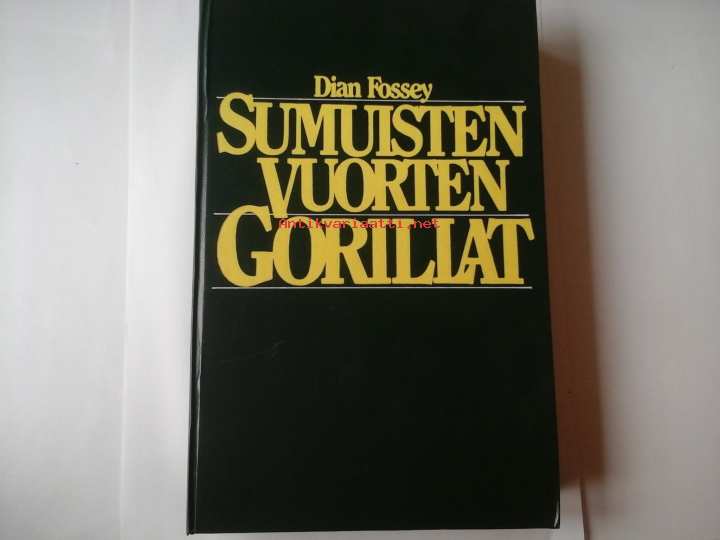 Dian Fossey
SUMUISTEN
VUORTEN
Antikvariaatti.net
GORILLAT